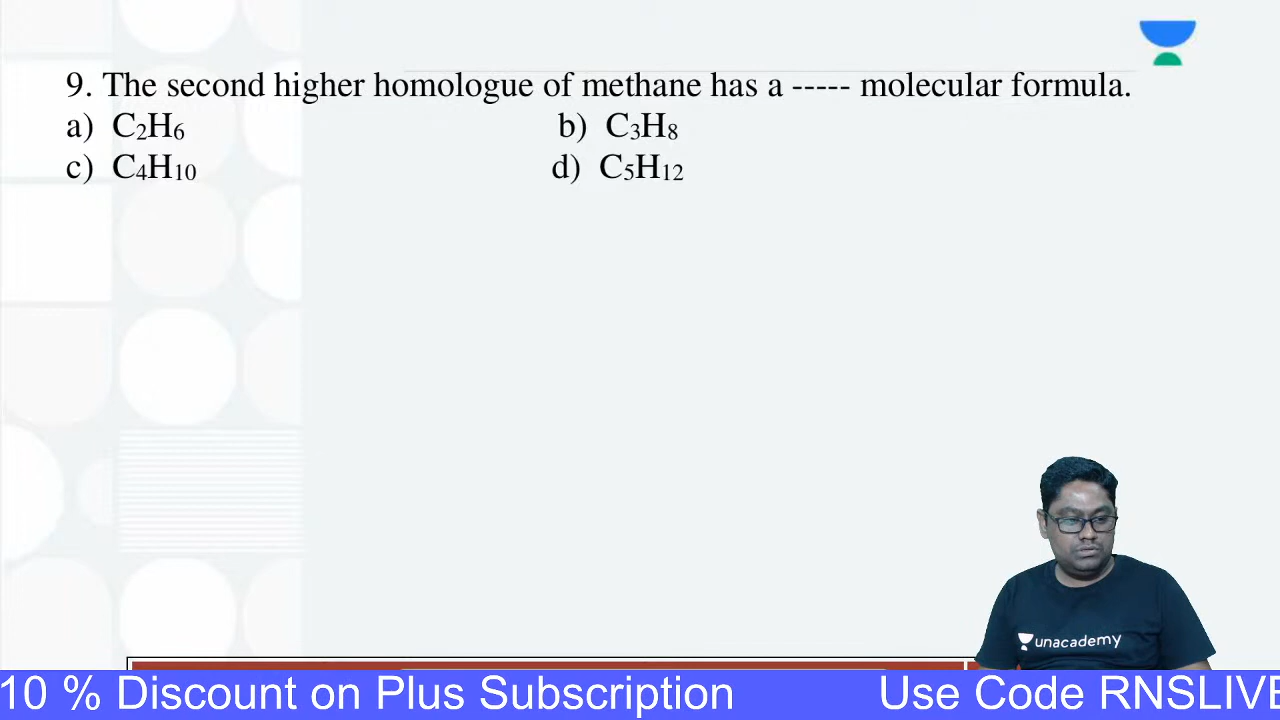 9. The second higher homologue of methane has a ----- molecular formula.
a) C₂H₆ b) C₃H₈
c) C₄H₁₀ d) C₅H₁₂
unacademy
10 % Discount on Plus Subscription Use Code RNSLIVE